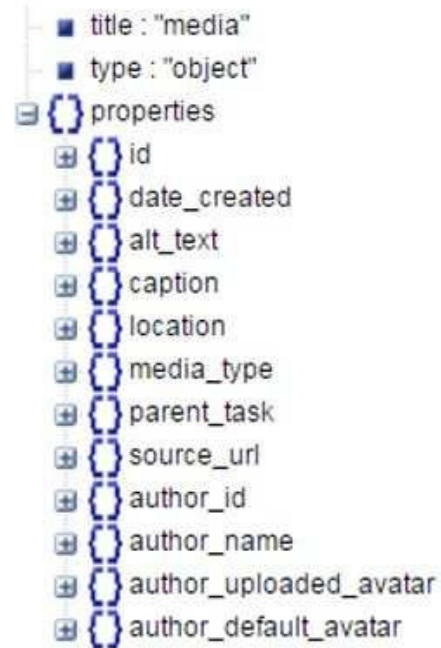 title : "media"
type : "object"
{} properties
{} id
{} date_created
{} alt_text
{} caption
{} location
{} media_type
{} parent_task
{} source_url
{} author_id
{} author_name
{} author_uploaded_avatar
{} author_default_avatar